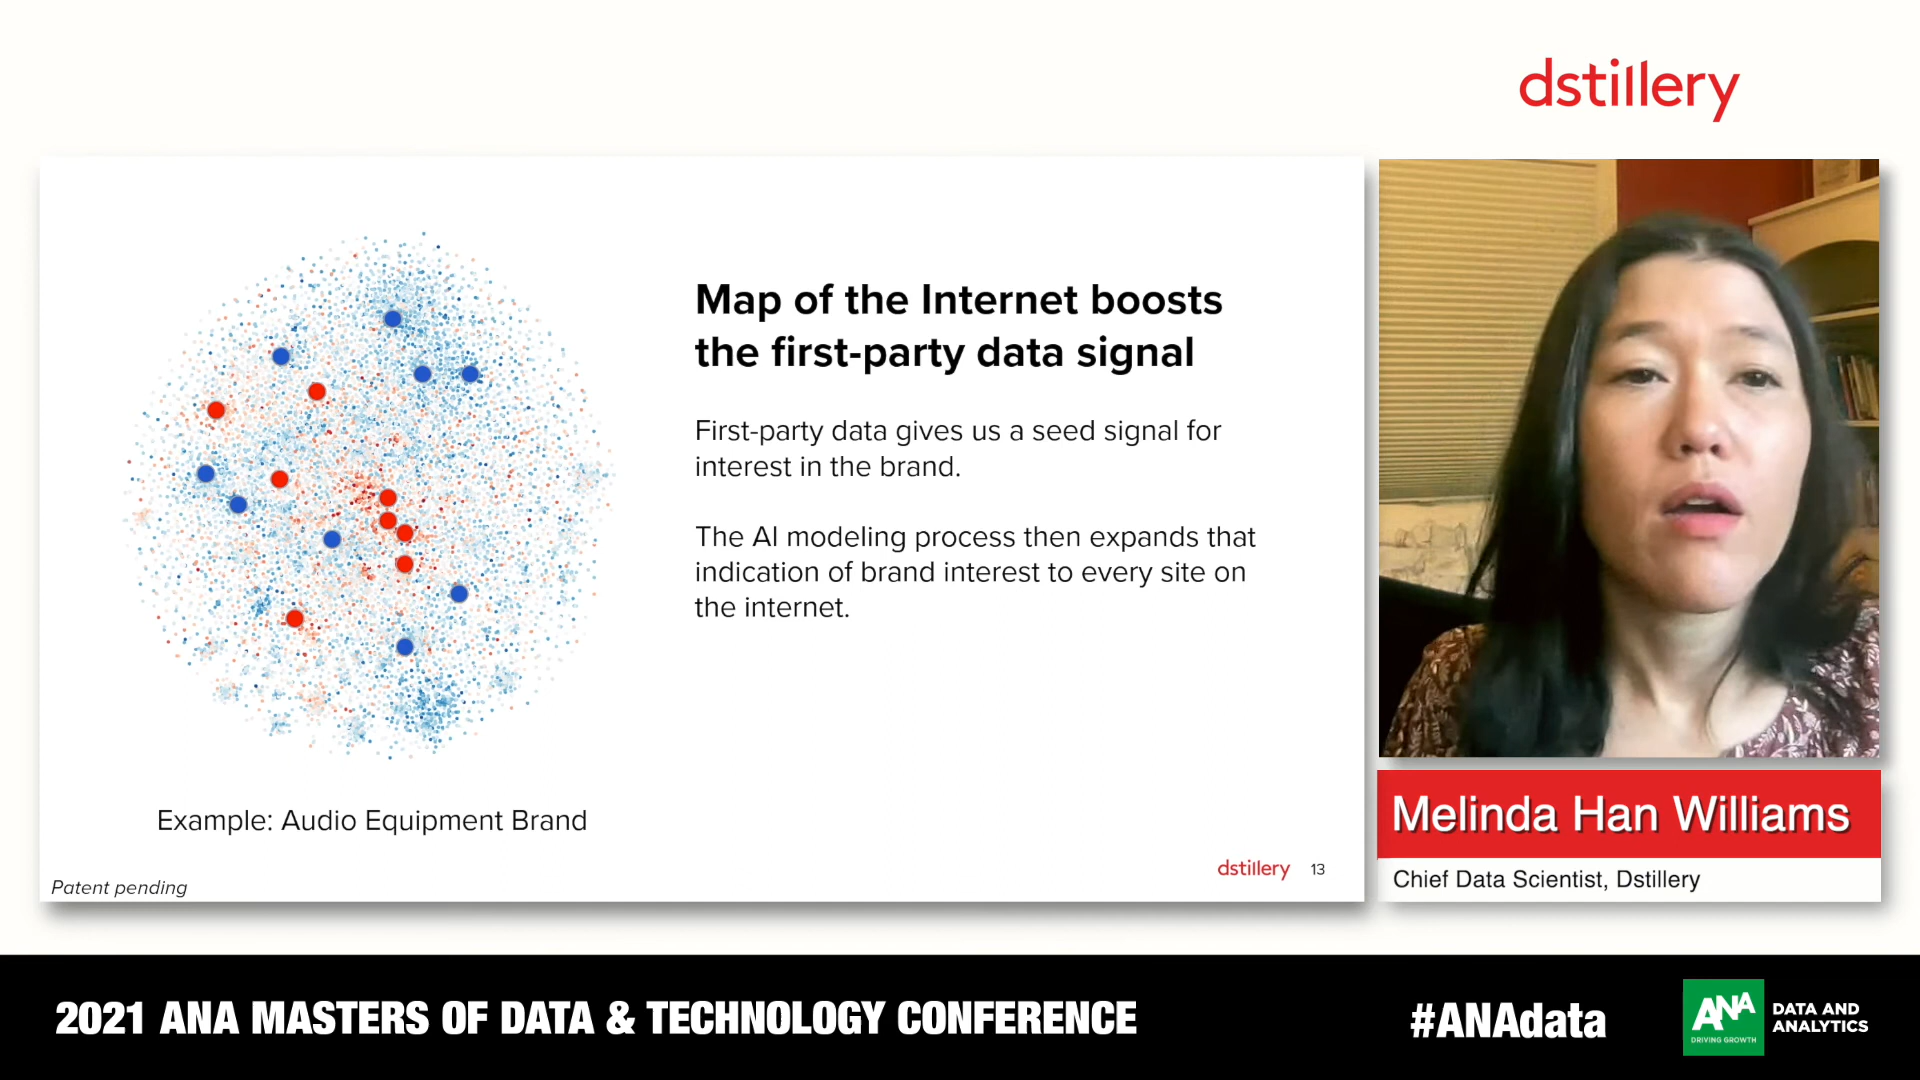 dstillery
Map of the Internet boosts
the first-party data signal
First-party data gives us a seed signal for
interest in the brand.
The AI modeling process then expands that
indication of brand interest to every site on
the internet.
Example: Audio Equipment Brand
Patent pending
dstillery 13
Melinda Han Williams
Chief Data Scientist, Dstillery
2021 ANA MASTERS OF DATA & TECHNOLOGY CONFERENCE
#ANAdata
ANA
DRIVING GROWTH
DATA AND
ANALYTICS